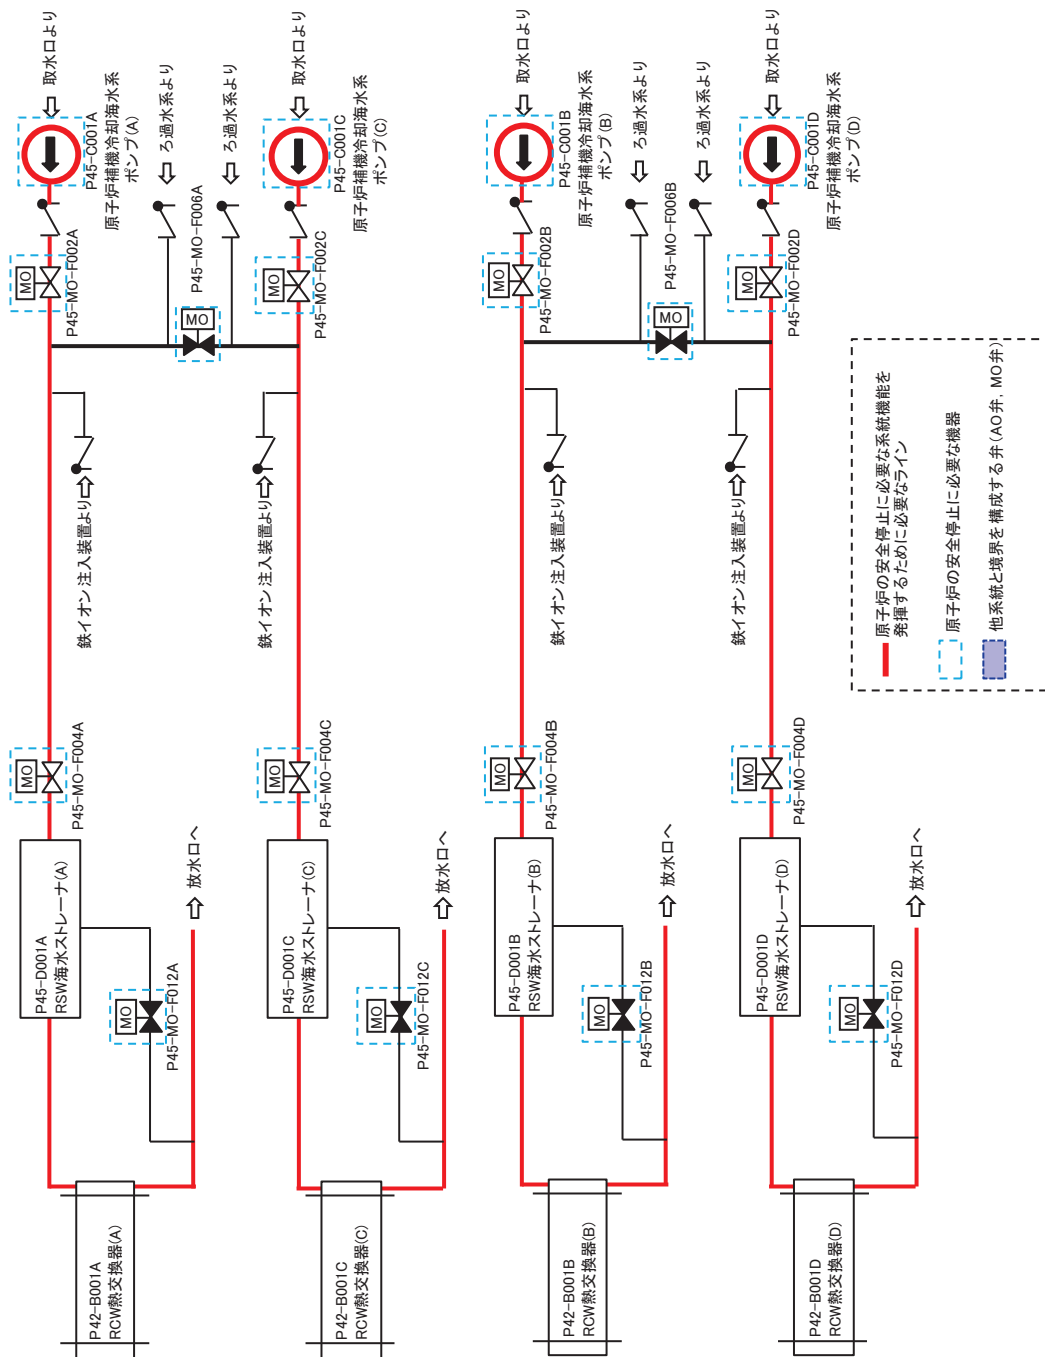 取水口より
P45-C001A
原子炉補機冷却海水系
ポンプ(A)
ろ過水系より
ろ過水系より
取水口より
P45-C001C
原子炉補機冷却海水系
ポンプ(C)
取水口より
P45-C001B
原子炉補機冷却海水系
ポンプ(B)
ろ過水系より
ろ過水系より
取水口より
P45-C001D
原子炉補機冷却海水系
ポンプ(D)
MO
P45-MO-F002A
MO
P45-MO-F006A
MO
P45-MO-F002C
MO
P45-MO-F002B
MO
P45-MO-F006B
MO
P45-MO-F002D
鉄イオン注入装置より
鉄イオン注入装置より
鉄イオン注入装置より
鉄イオン注入装置より
MO
P45-MO-F004A
MO
P45-MO-F004C
MO
P45-MO-F004B
MO
P45-MO-F004D
P45-D001A
RSW海水ストレーナ(A)
放水口へ
P45-D001C
RSW海水ストレーナ(C)
放水口へ
P45-D001B
RSW海水ストレーナ(B)
放水口へ
P45-D001D
RSW海水ストレーナ(D)
放水口へ
MO
P45-MO-F012A
MO
P45-MO-F012C
MO
P45-MO-F012B
MO
P45-MO-F012D
P42-B001A
RCW熱交換器(A)
P42-B001C
RCW熱交換器(C)
P42-B001B
RCW熱交換器(B)
P42-B001D
RCW熱交換器(D)
原子炉の安全停止に必要な系統機能を
発揮するために必要なライン
原子炉の安全停止に必要な機器
他系統と境界を構成する弁(AO弁, MO弁)